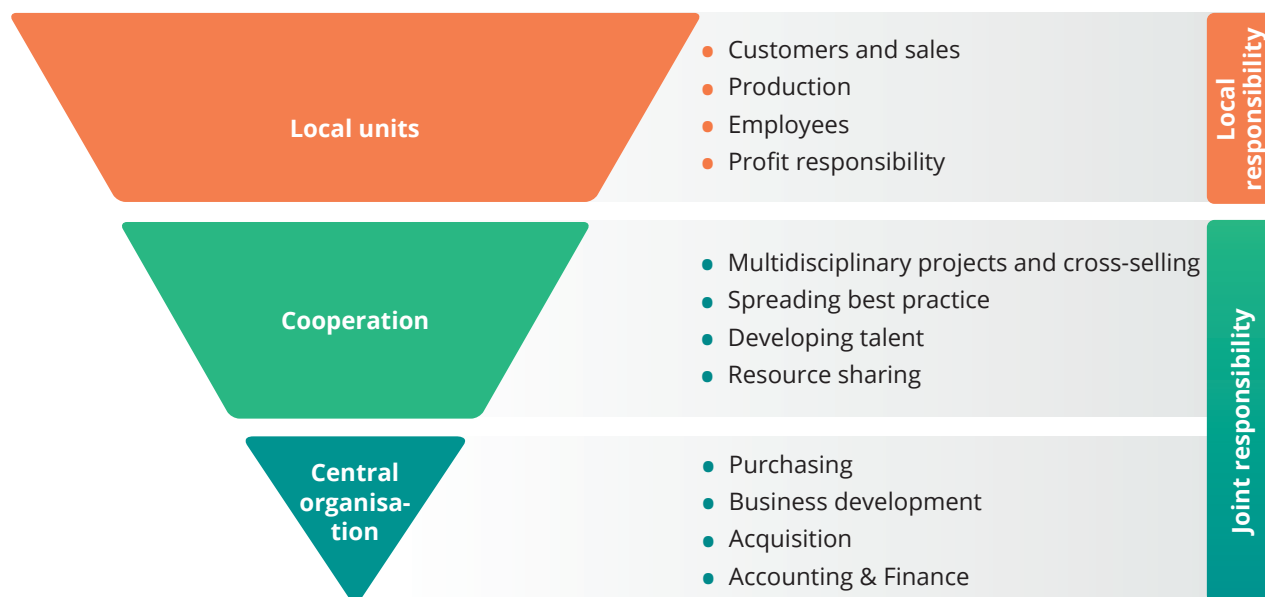 Local units
Customers and sales
Production
Employees
Profit responsibility
Local
responsibility
Cooperation
Multidisciplinary projects and cross-selling
Spreading best practice
Developing talent
Resource sharing
Joint responsibility
Central
organisa-
tion
Purchasing
Business development
Acquisition
Accounting & Finance